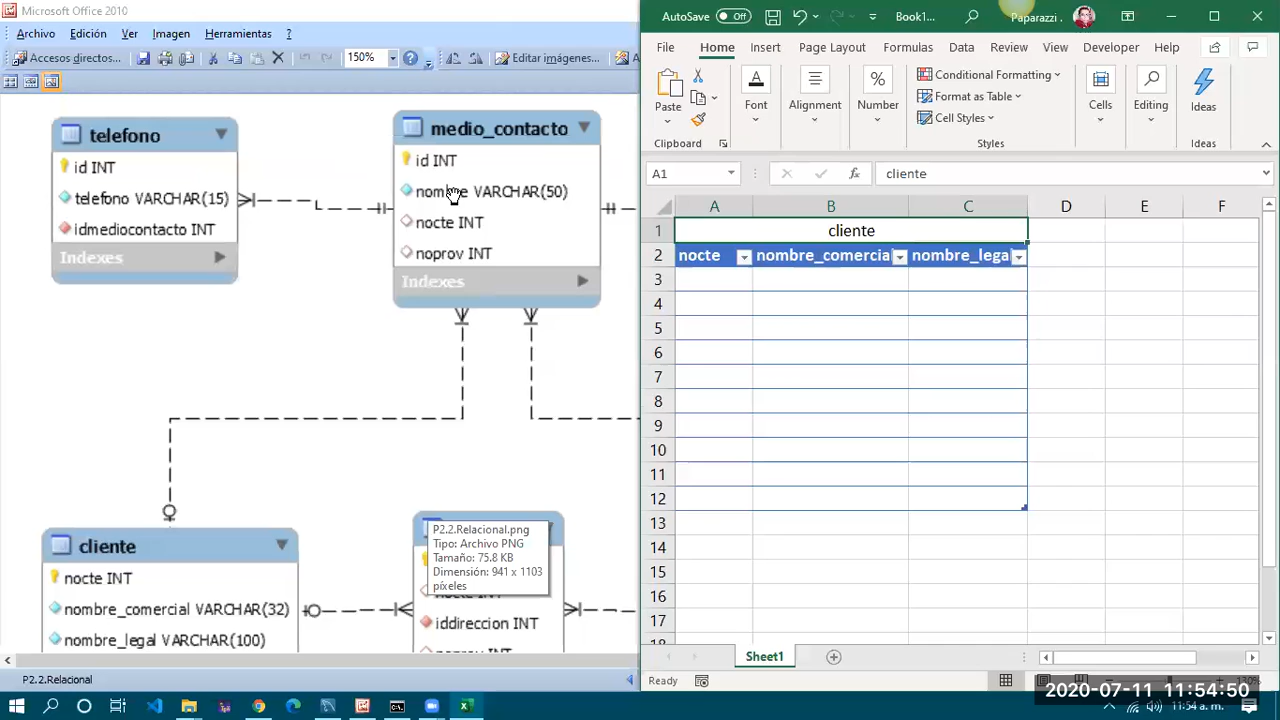 Microsoft Office 2010
Archivo Edición Ver Imagen Herramientas ?
Accesos directos... 150% Editar imágenes...
telefono
id INT
telefono VARCHAR(15)
idmediocontacto INT
Indexes
medio_contacto
id INT
nombre VARCHAR(50)
nocte INT
noprov INT
Indexes
cliente
nocte INT
nombre_comercial VARCHAR(32)
nombre_legal VARCHAR(100)
P2.2.Relacional.png
Tipo: Archivo PNG
Tamaño: 75.8 KB
Dimensión: 941 x 1103
píxeles
iddireccion INT
P2.2.Relacional
AutoSave Off Book1... Paparazzi
File Home Insert Page Layout Formulas Data Review View Developer Help
Paste
Font
Alignment
Number
Conditional Formatting
Format as Table
Cell Styles
Cells
Editing
Ideas
Clipboard Styles Ideas
A1 fx cliente
A B C D E F
1 cliente
2 nocte nombre_comercia nombre_lega
3
4
5
6
7
8
9
10
11
12
13
14
15
16
17
18
Sheet1
Ready 130%
2020-07-11 11:54:50
11:54 a. m.